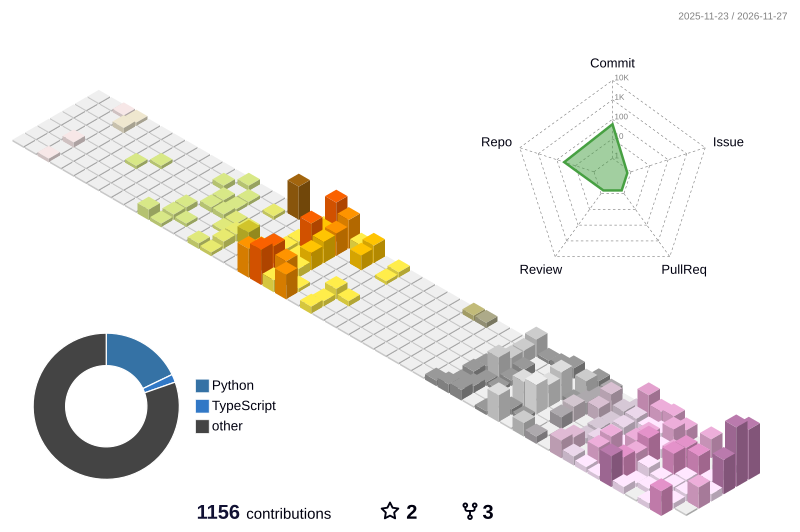 2025-11-23 / 2026-11-27
Commit
10K
1K
100
Repo
Issue
Review
PullReq
Python
TypeScript
other
1156 contributions
2
3